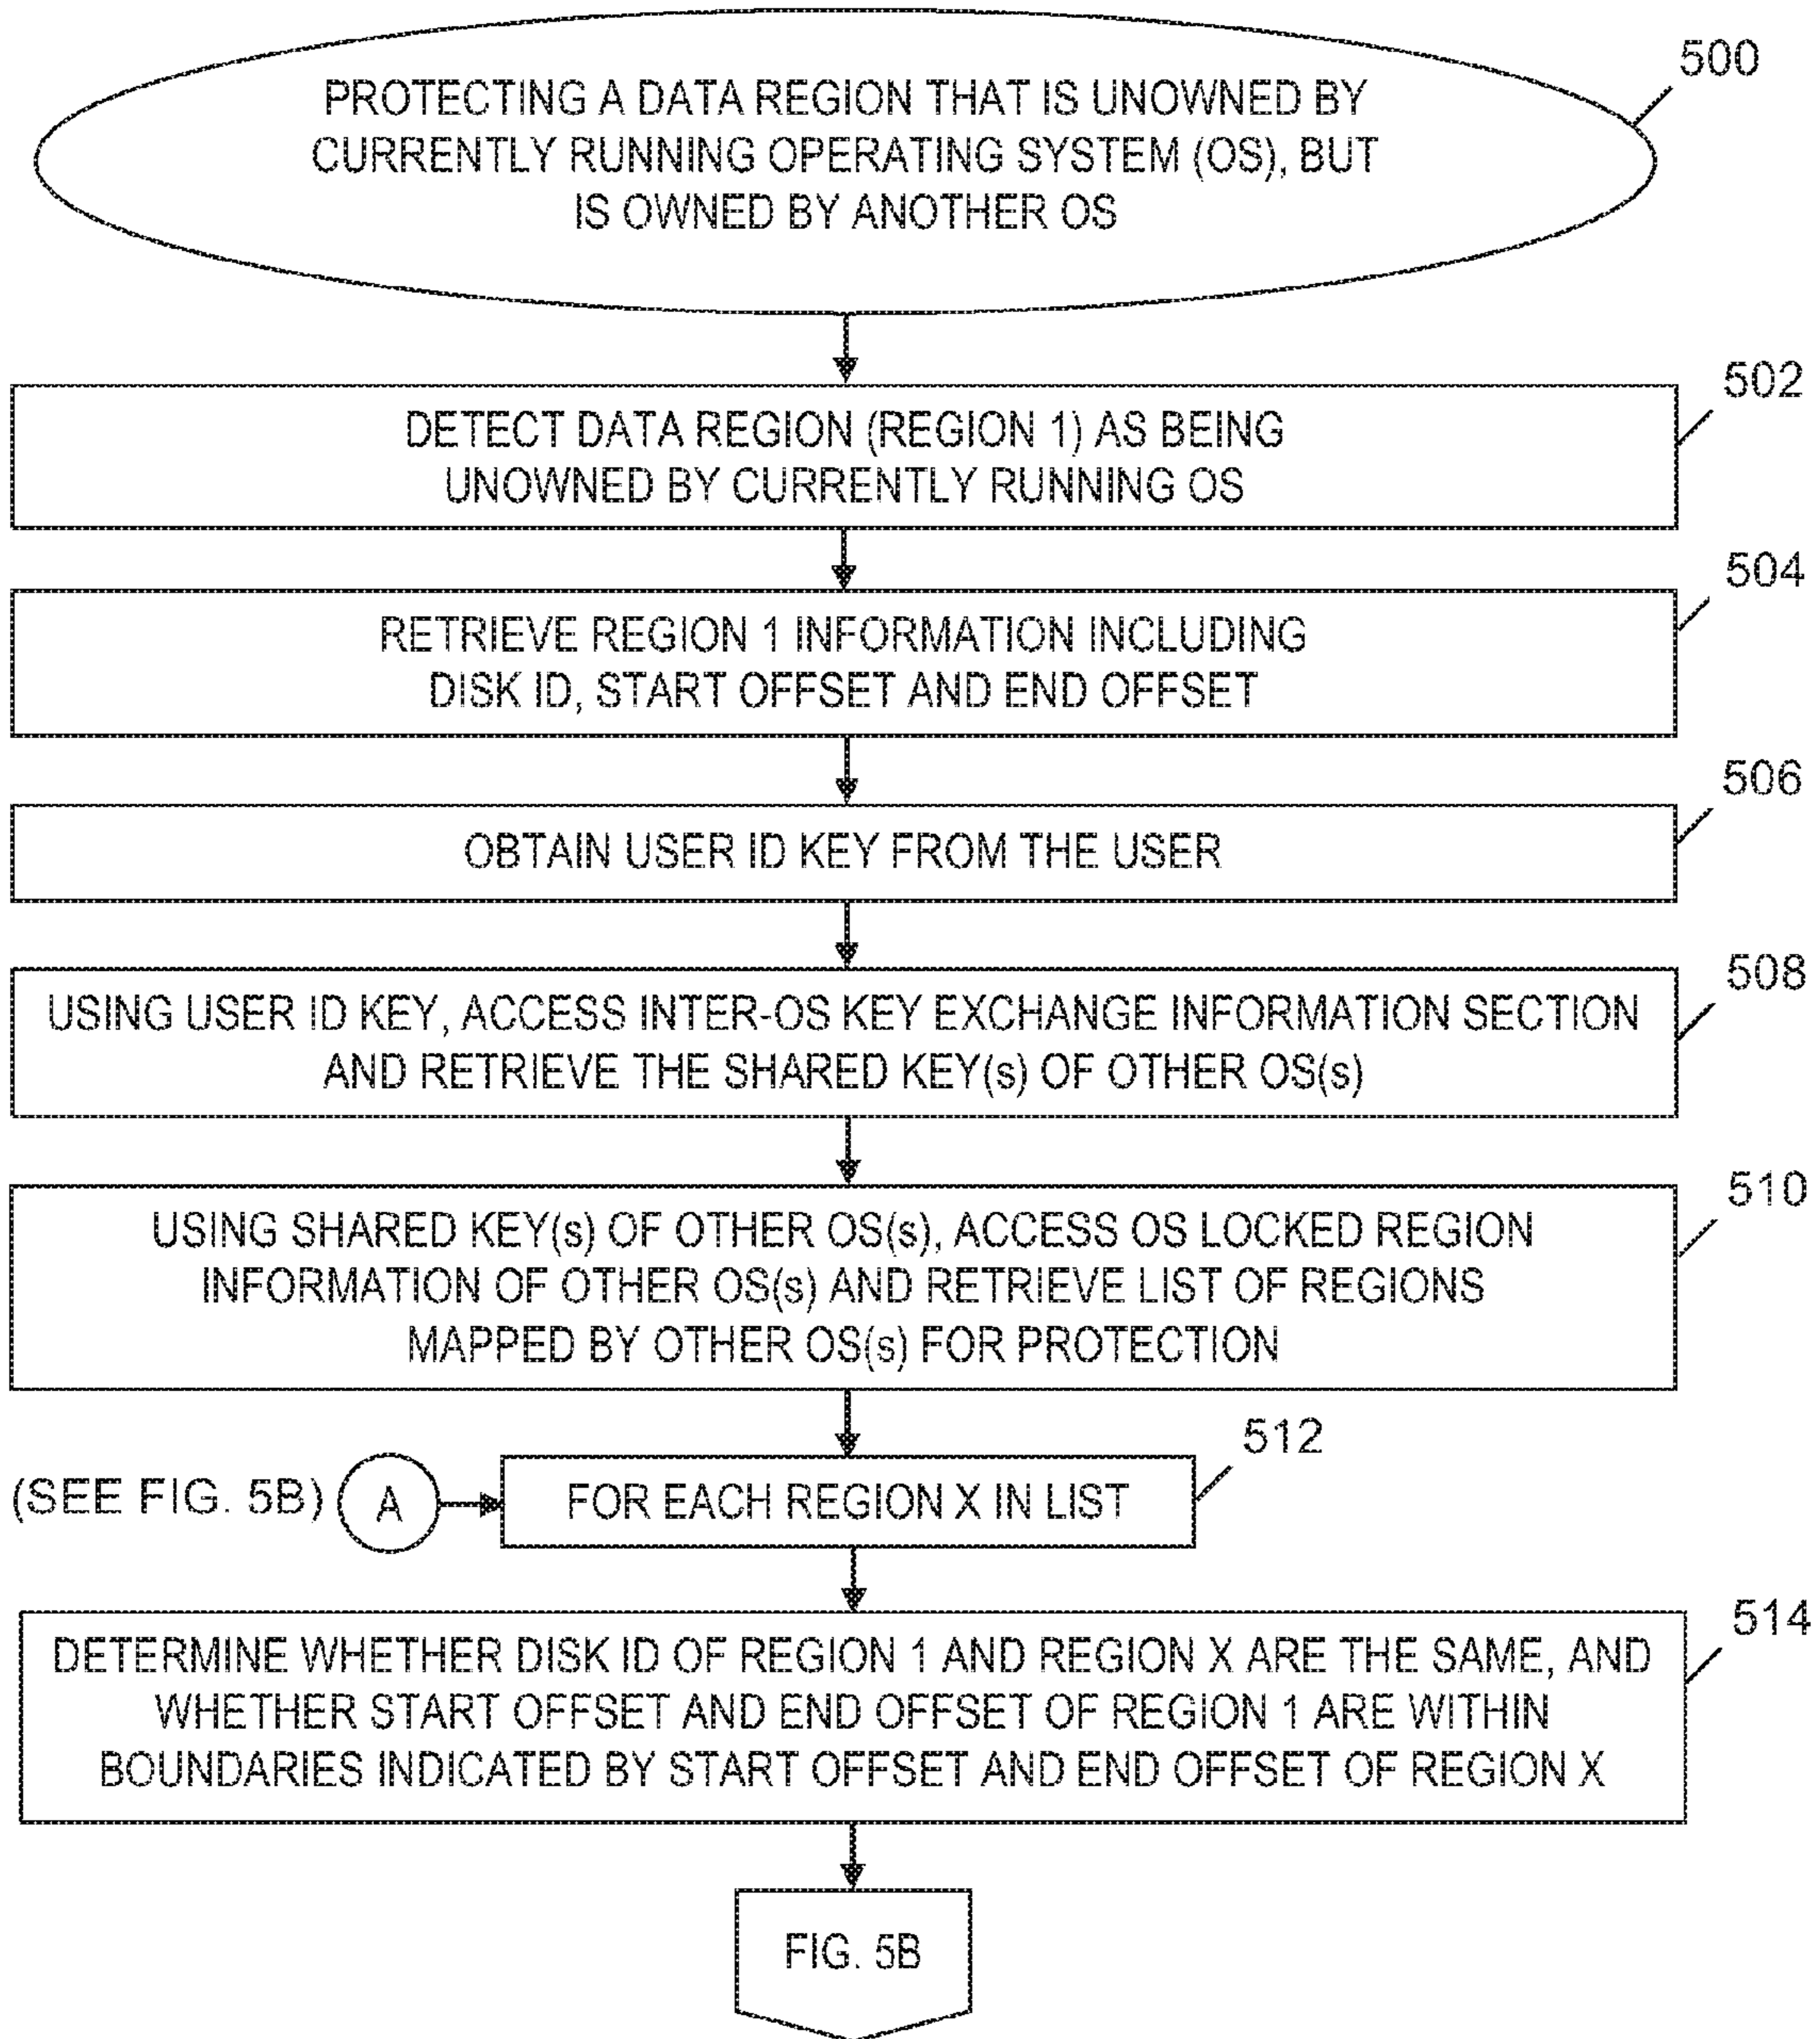 500
PROTECTING A DATA REGION THAT IS UNOWNED BY
CURRENTLY RUNNING OPERATING SYSTEM (OS), BUT
IS OWNED BY ANOTHER OS
502
DETECT DATA REGION (REGION 1) AS BEING
UNOWNED BY CURRENTLY RUNNING OS
504
RETRIEVE REGION 1 INFORMATION INCLUDING
DISK ID, START OFFSET AND END OFFSET
506
OBTAIN USER ID KEY FROM THE USER
508
USING USER ID KEY, ACCESS INTER-OS KEY EXCHANGE INFORMATION SECTION
AND RETRIEVE THE SHARED KEY(s) OF OTHER OS(s)
510
USING SHARED KEY(s) OF OTHER OS(s), ACCESS OS LOCKED REGION
INFORMATION OF OTHER OS(s) AND RETRIEVE LIST OF REGIONS
MAPPED BY OTHER OS(s) FOR PROTECTION
512
(SEE FIG. 5B) A FOR EACH REGION X IN LIST
514
DETERMINE WHETHER DISK ID OF REGION 1 AND REGION X ARE THE SAME, AND
WHETHER START OFFSET AND END OFFSET OF REGION 1 ARE WITHIN
BOUNDARIES INDICATED BY START OFFSET AND END OFFSET OF REGION X
FIG. 5B